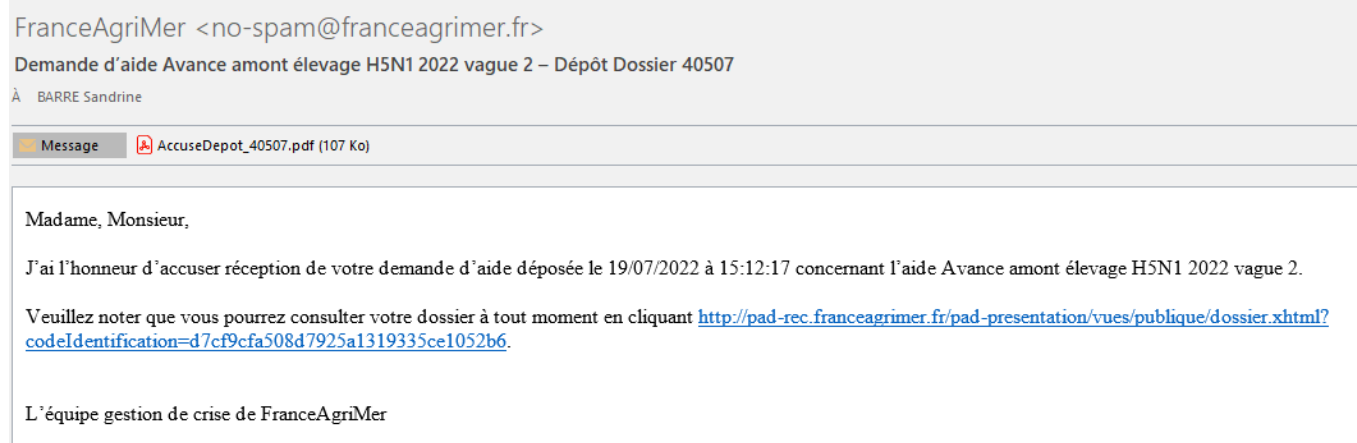 FranceAgriMer <no-spam@franceagrimer.fr>
Demande d'aide Avance amont élevage H5N1 2022 vague 2 – Dépôt Dossier 40507
À BARRE Sandrine
Message AccuseDepot_40507.pdf (107 Ko)
Madame, Monsieur,
J'ai l'honneur d'accuser réception de votre demande d'aide déposée le 19/07/2022 à 15:12:17 concernant l'aide Avance amont élevage H5N1 2022 vague 2.
Veuillez noter que vous pourrez consulter votre dossier à tout moment en cliquant http://pad-rec.franceagrimer.fr/pad-presentation/vues/publique/dossier.xhtml?
codeIdentification=d7cf9cfa508d7925a1319335ce1052b6.
L'équipe gestion de crise de FranceAgriMer